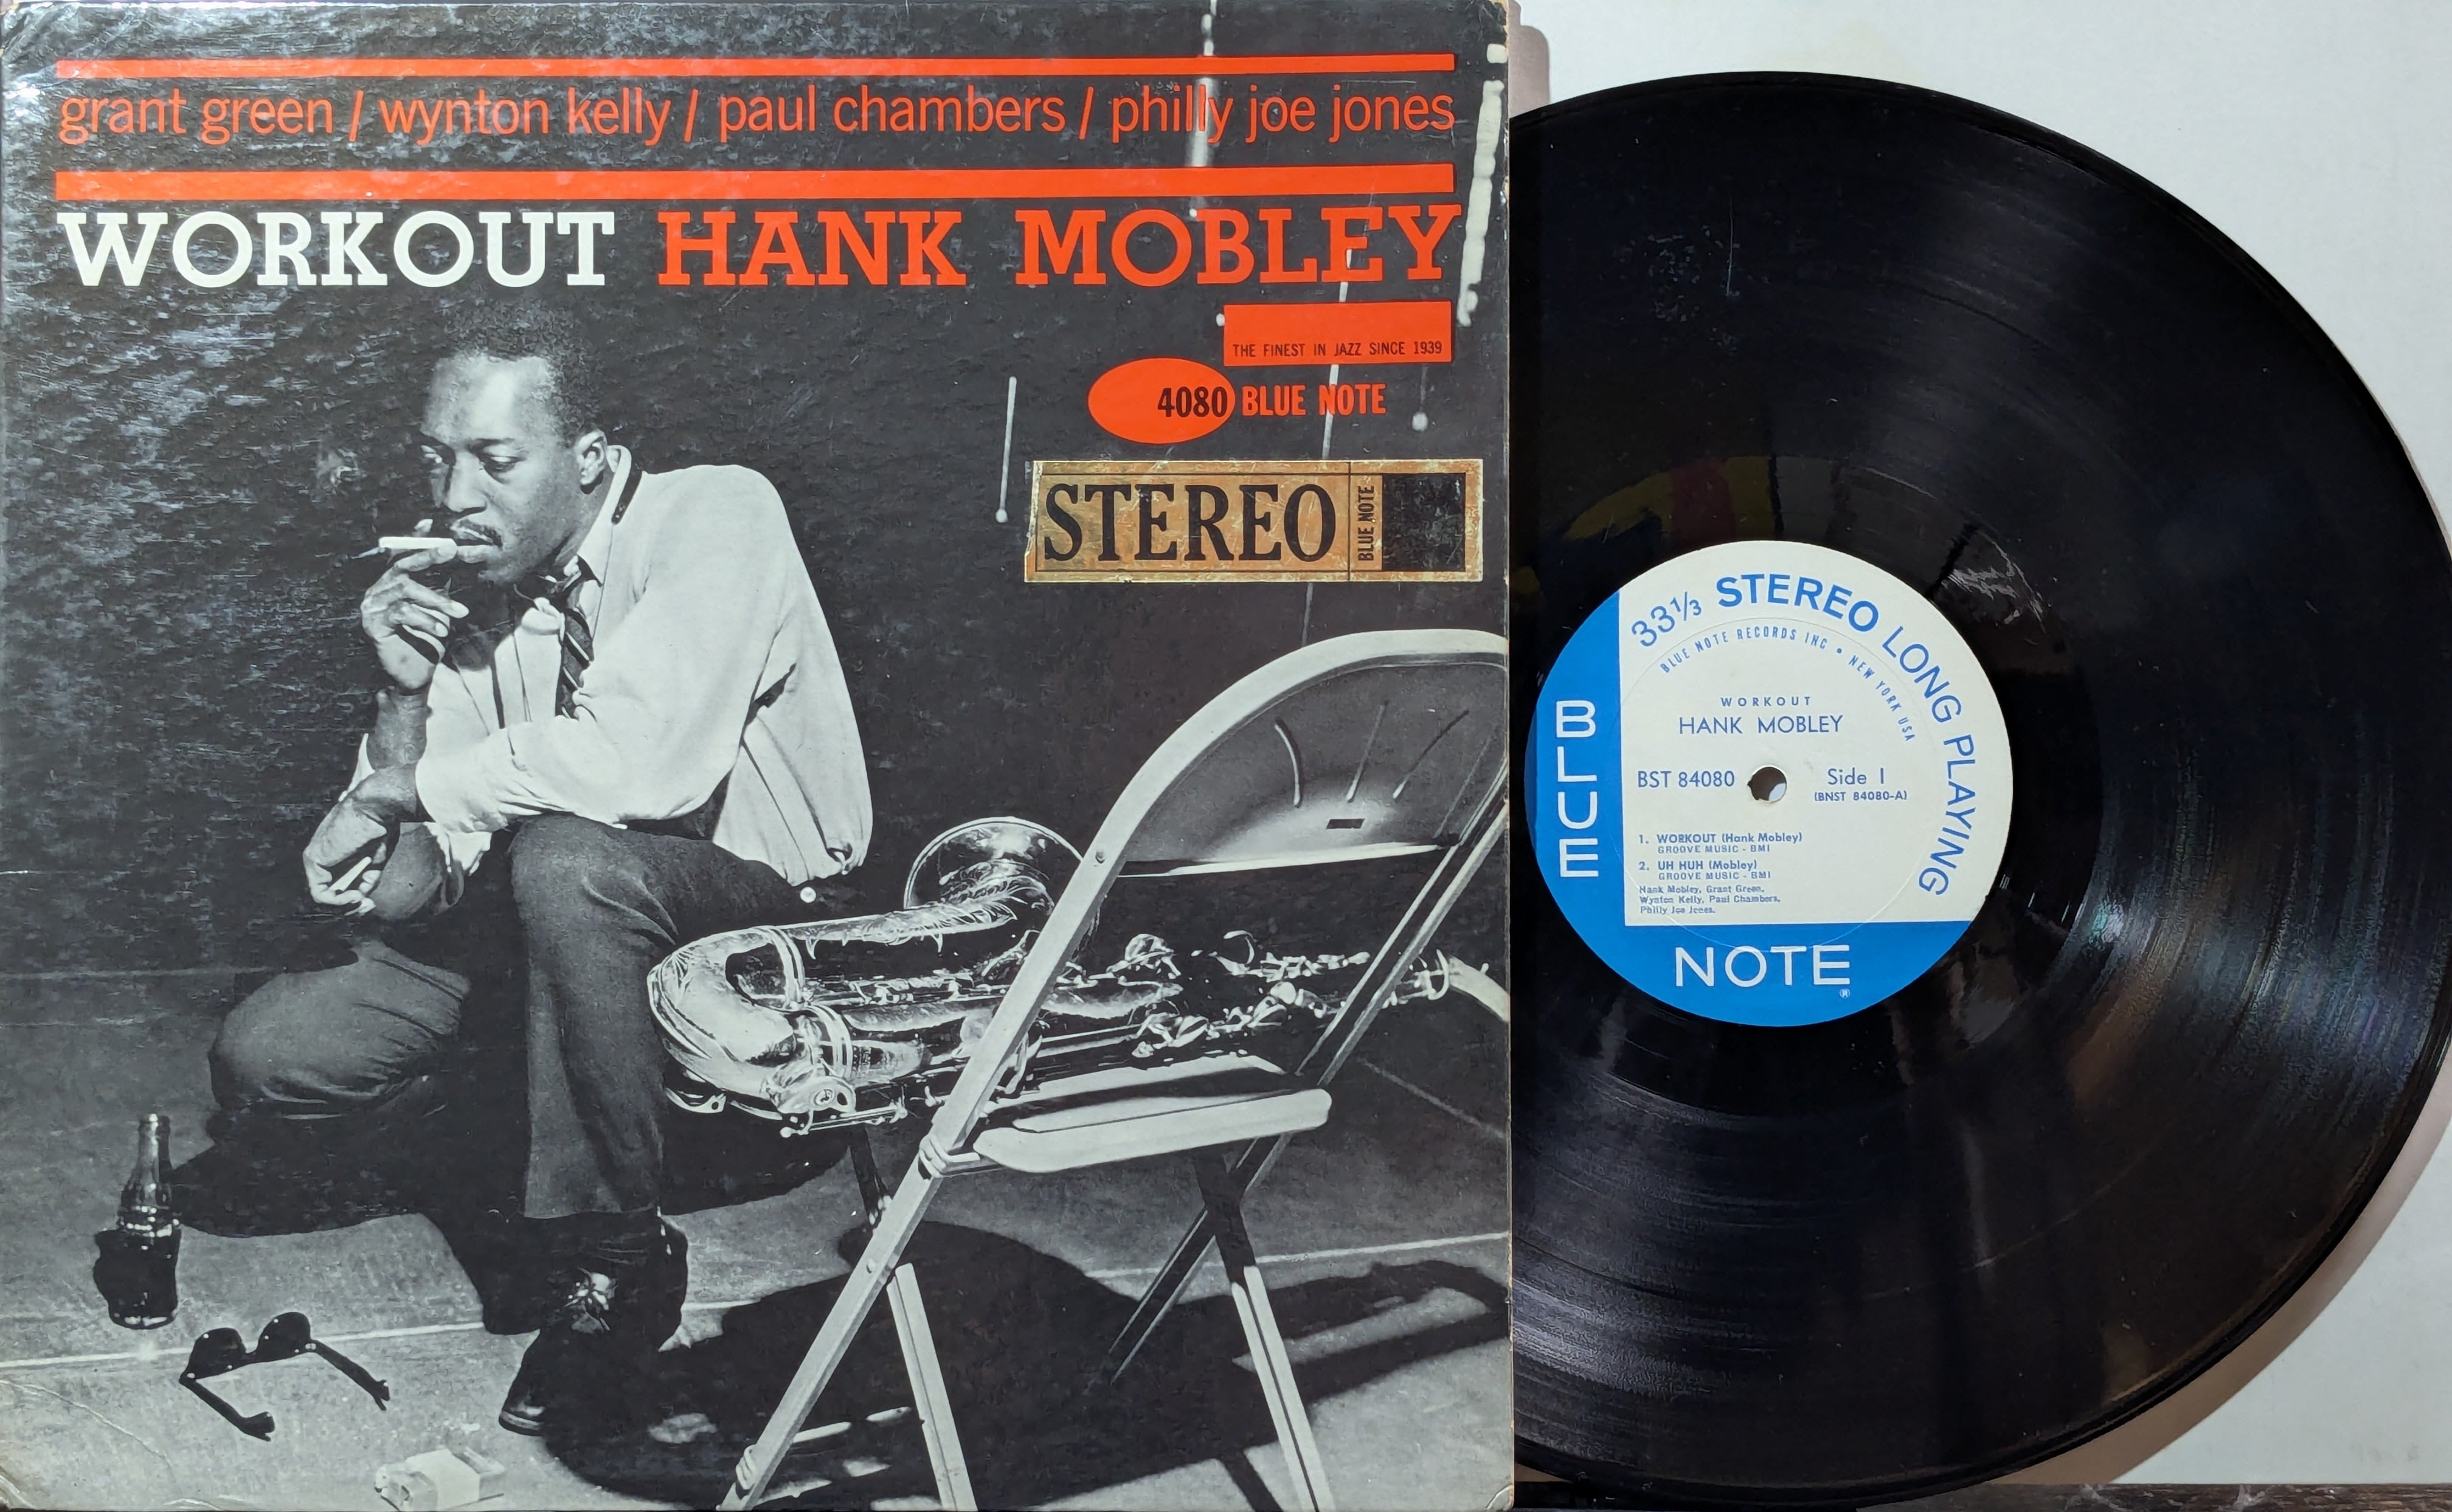 grant green / wynton kelly / paul chambers / philly joe jones
WORKOUT HANK MOBLEY
THE FINEST IN JAZZ SINCE 1939
4080 BLUE NOTE
STEREO BLUE NOTE
33 1/3 STEREO LONG PLAYING
BLUE NOTE RECORDS INC • NEW YORK USA
WORKOUT
HANK MOBLEY
BST 84080 Side 1
(BNST 84080-A)
1. WORKOUT (Hank Mobley)
GROOVE MUSIC - BMI
2. UH HUH (Mobley)
GROOVE MUSIC - BMI
Hank Mobley, Grant Green,
Wynton Kelly, Paul Chambers,
Philly Joe Jones.
BLUE
NOTE
®